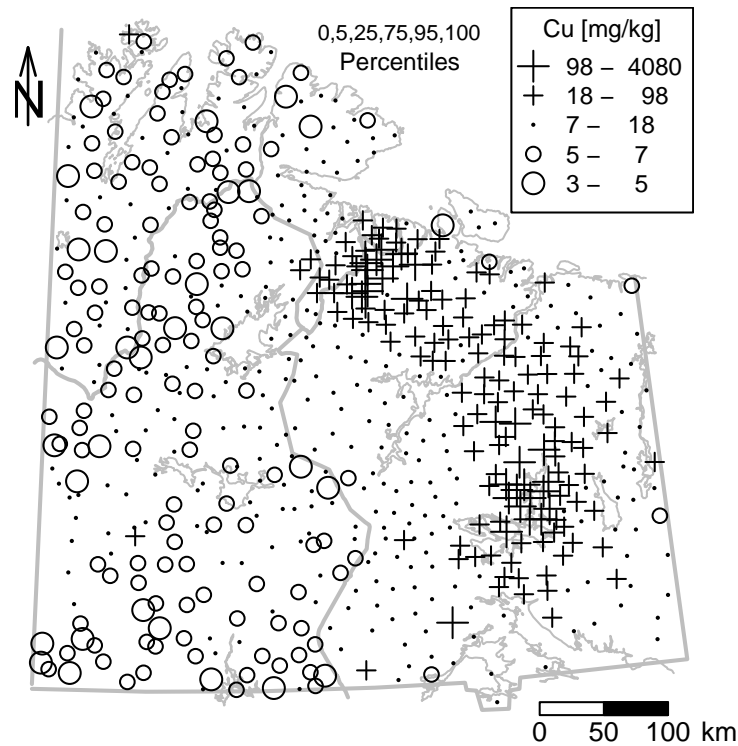 0,5,25,75,95,100
Percentiles
Cu [mg/kg]
98 – 4080
18 – 98
7 – 18
5 – 7
3 – 5
N
0 50 100 km